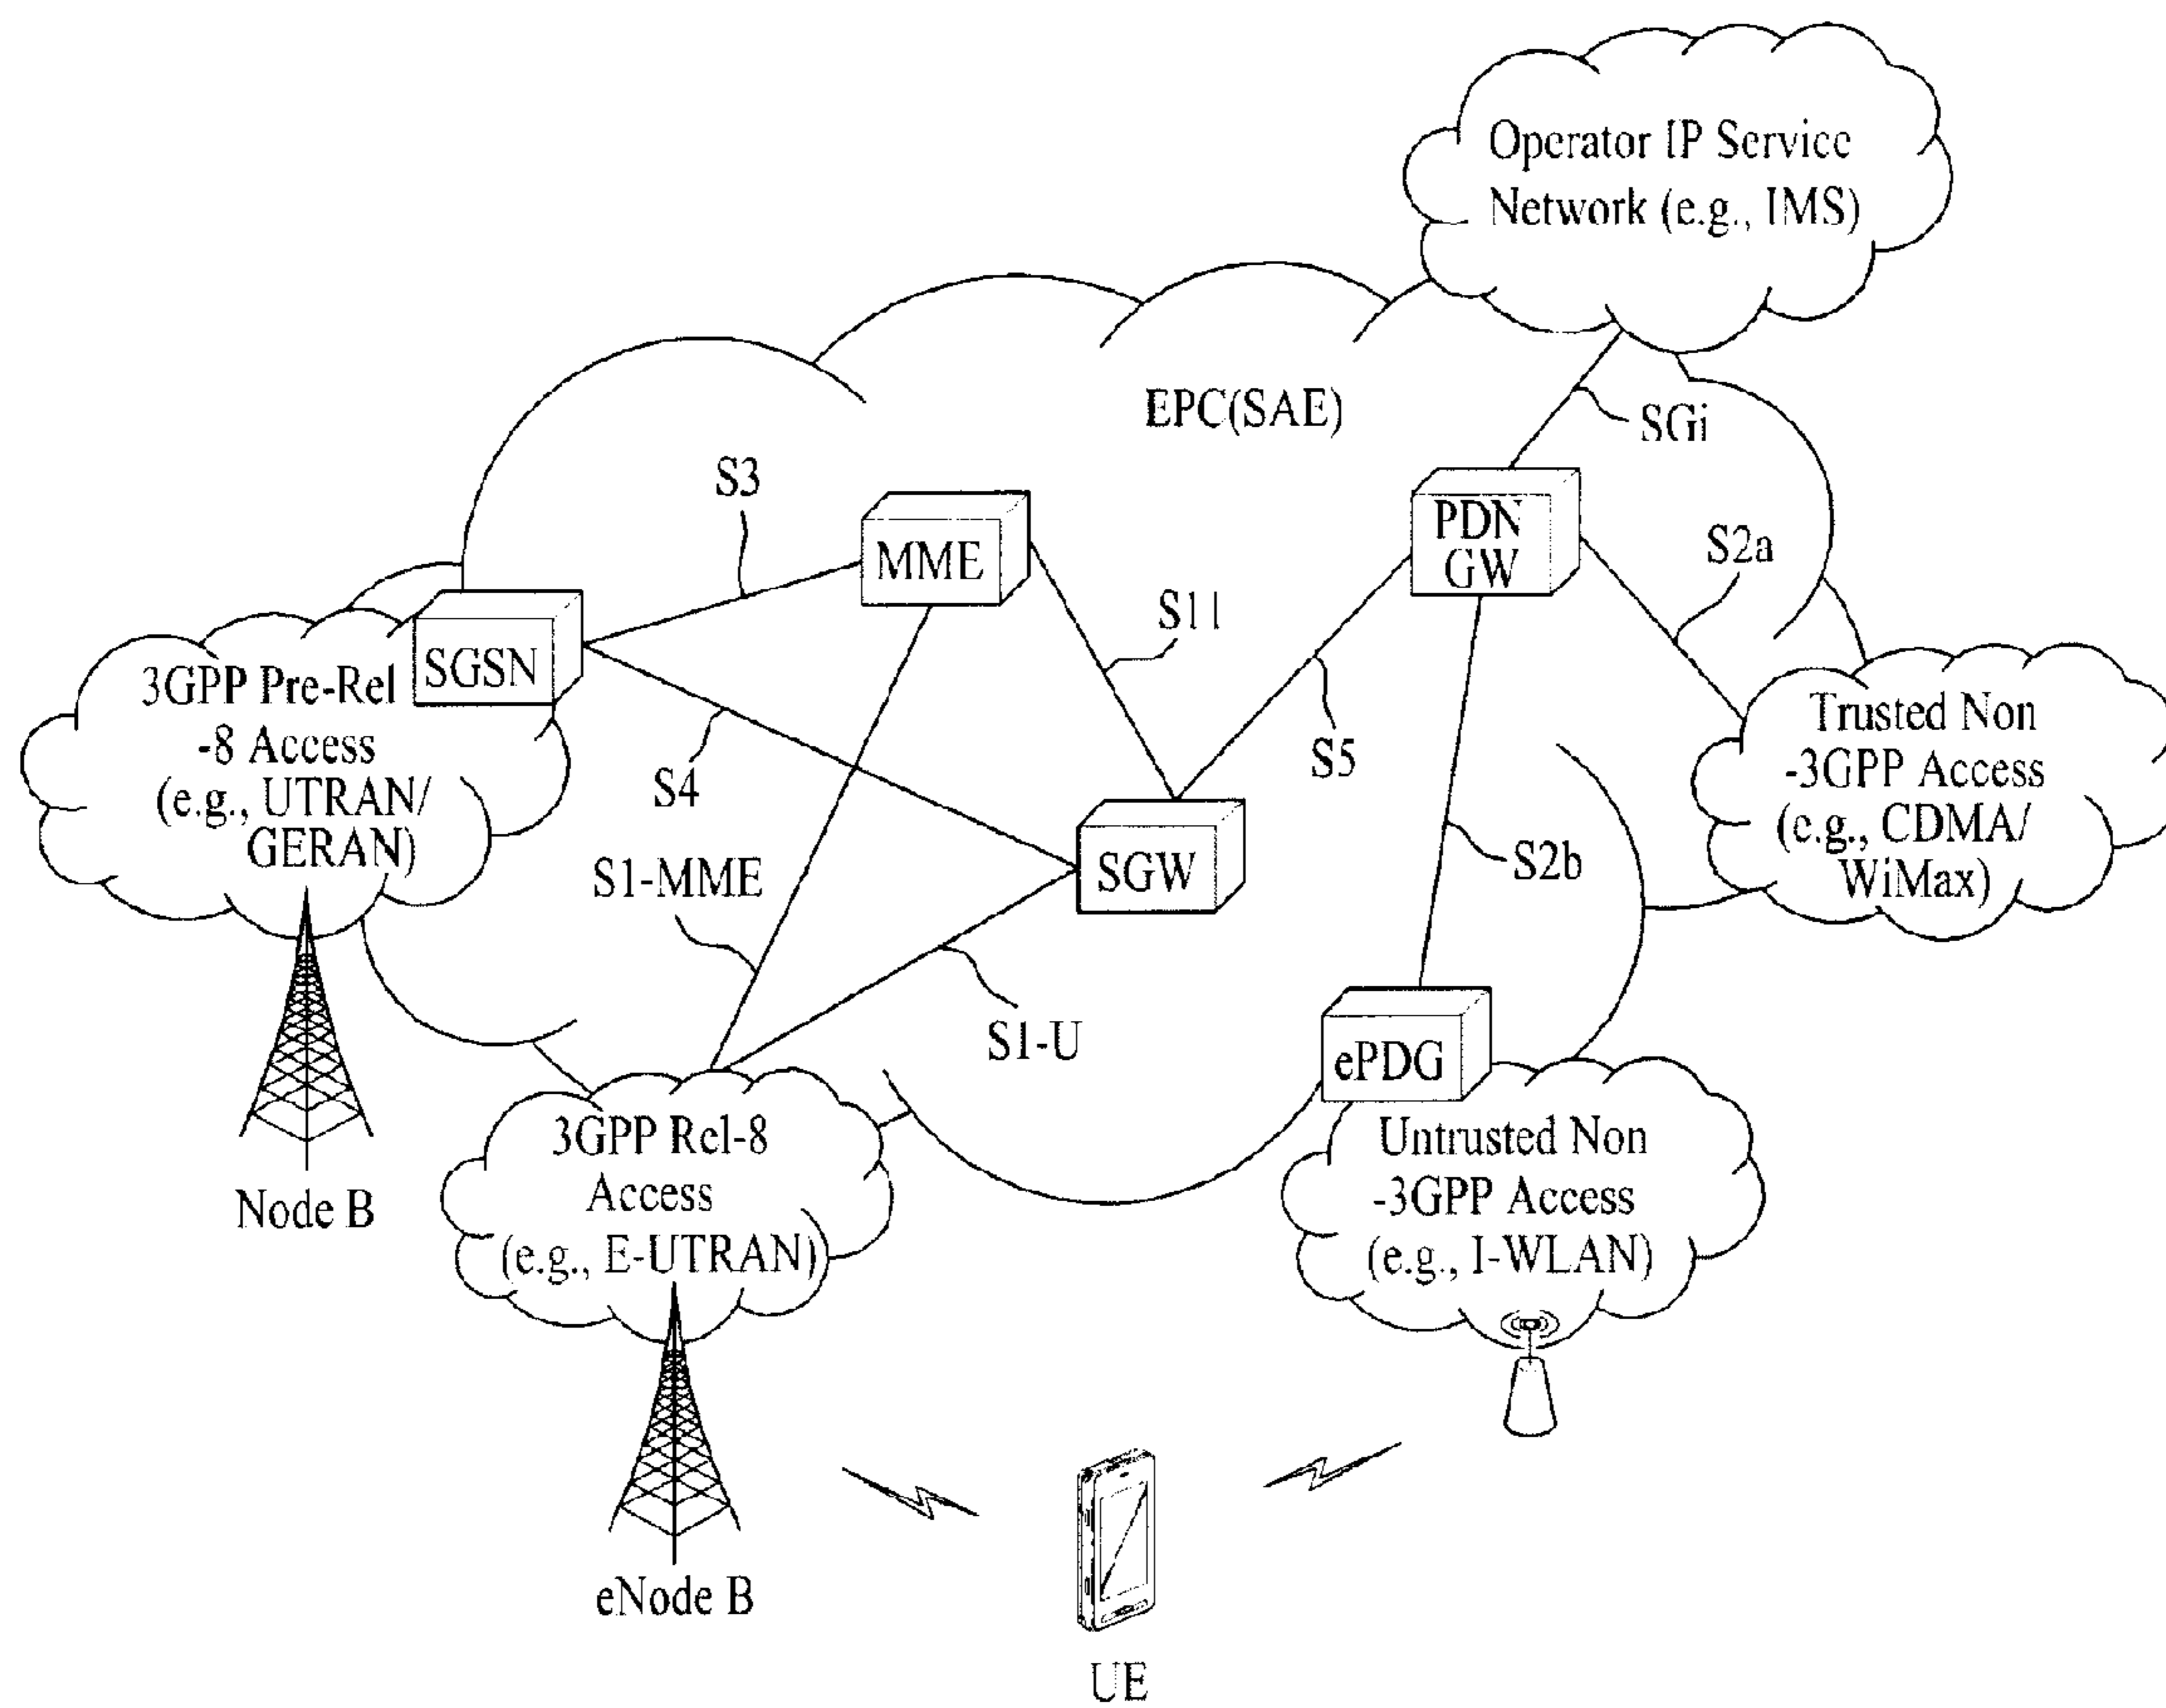 Operator IP Service
Network (e.g., IMS)
EPC(SAE)
SGi
S3
MME
PDN
GW
S2a
S11
SGSN
3GPP Pre-Rel
-8 Access
(e.g., UTRAN/
GERAN)
S4
S5
Trusted Non
-3GPP Access
(e.g., CDMA/
WiMax)
S1-MME
SGW
S2b
S1-U
ePDG
3GPP Rel-8
Access
(e.g., E-UTRAN)
Untrusted Non
-3GPP Access
(e.g., I-WLAN)
Node B
eNode B
UE